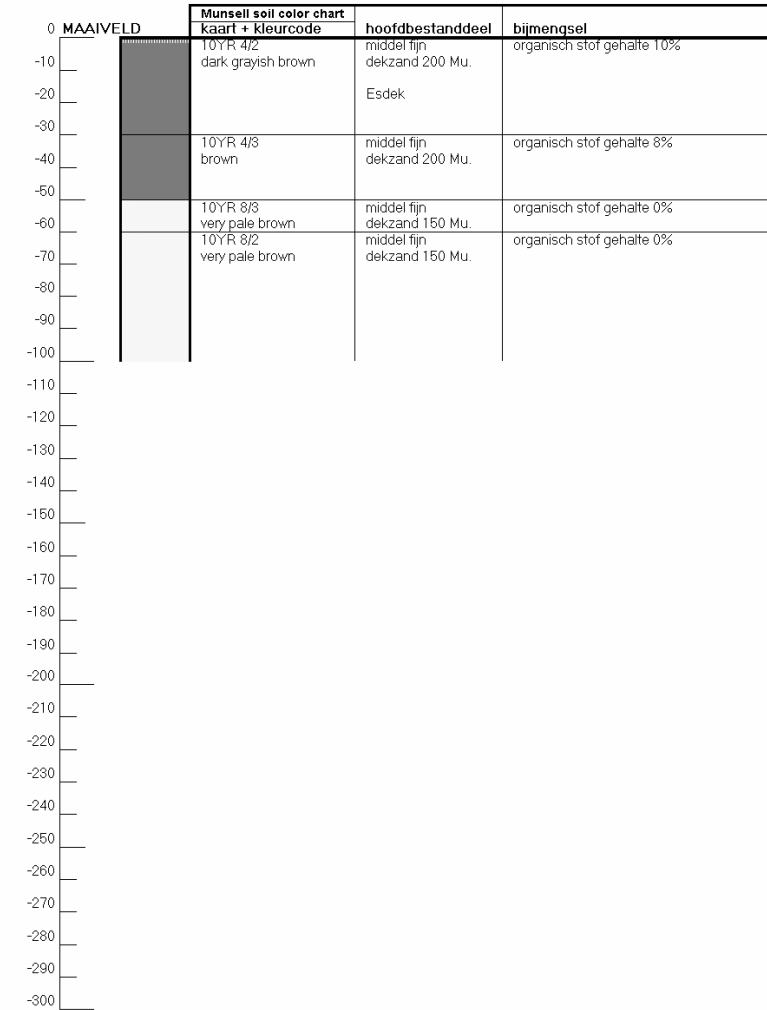 Munsell soil color chart
0 MAAIVELD kaart + kleurcode hoofdbestanddeel bijmengsel
10YR 4/2 middel fijn organisch stof gehalte 10%
-10 dark grayish brown dekzand 200 Mu.
-20 Esdek
-30
10YR 4/3 middel fijn organisch stof gehalte 8%
-40 brown dekzand 200 Mu.
-50
10YR 8/3 middel fijn organisch stof gehalte 0%
-60 very pale brown dekzand 150 Mu.
10YR 8/2 middel fijn organisch stof gehalte 0%
-70 very pale brown dekzand 150 Mu.
-80
-90
-100
-110
-120
-130
-140
-150
-160
-170
-180
-190
-200
-210
-220
-230
-240
-250
-260
-270
-280
-290
-300